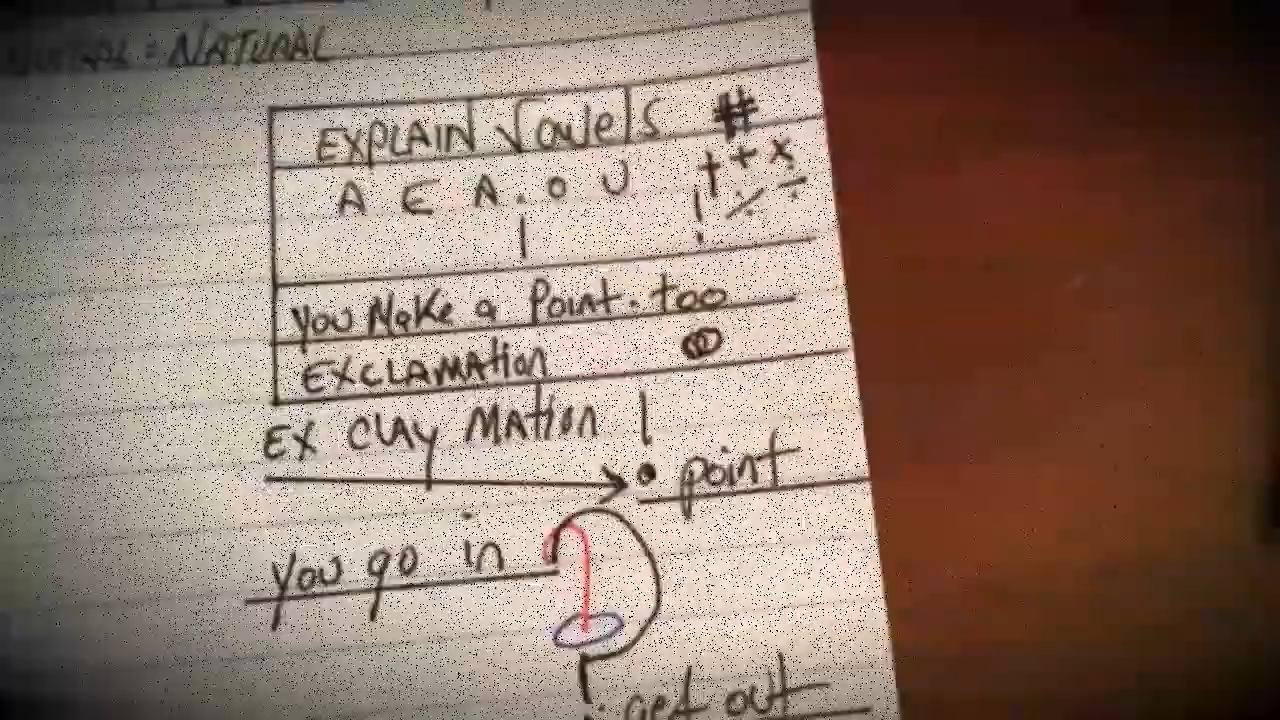 = NATURAL
EXPLAIN VOWELS #
A E A . O U + + x
! ÷ ÷
You Make a Point. too
EXCLAMATION
EX CLAY MATION !
point
You go in
get out